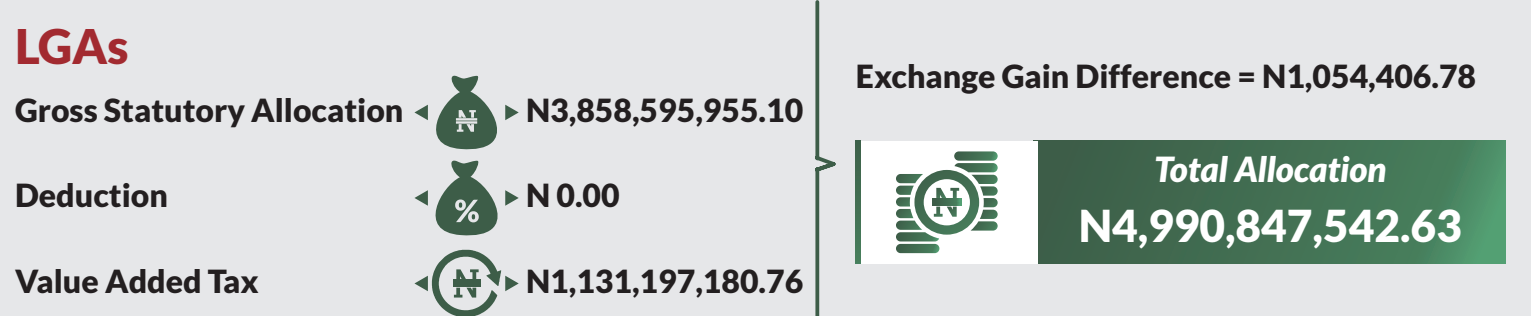 LGAs
Gross Statutory Allocation ₦ N3,858,595,955.10
Deduction % N 0.00
Value Added Tax ₦ N1,131,197,180.76
Exchange Gain Difference = N1,054,406.78
₦
Total Allocation
N4,990,847,542.63